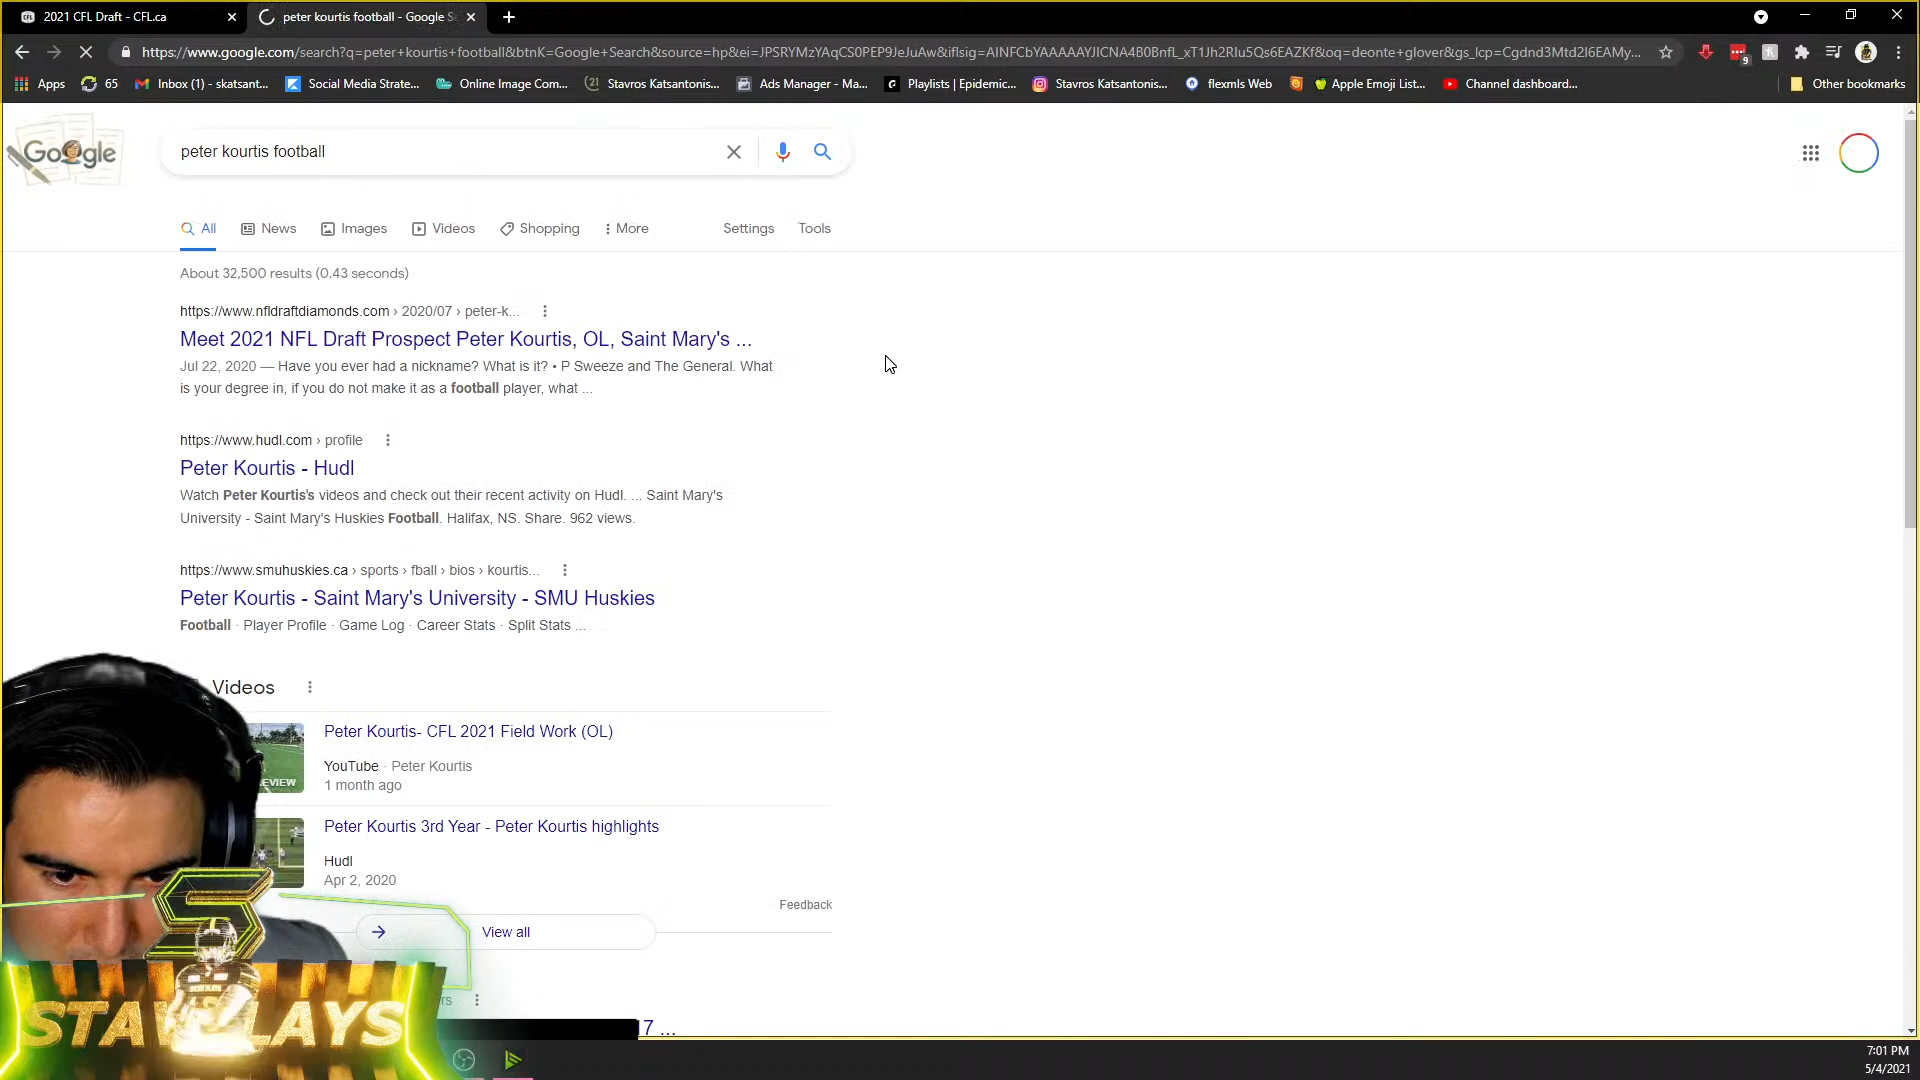 2021 CFL Draft - CFL.ca
peter kourtis football - Google S
https://www.google.com/search?q=peter+kourtis+football&btnK=Google+Search&source=hp&ei=JPSRYMzYAqCS0PEP9JeJuAw&iflsig=AINFCbYAAAAAYJICNA4B0BnfL_xT1Jh2RIu5Qs6EAZKf&oq=deonte+glover&gs_lcp=Cgdnd3Mtd2l6EAMy...
9
Apps
65
Inbox (1) - skatsant...
Social Media Strate...
Online Image Com...
Stavros Katsantonis...
Ads Manager - Ma...
Playlists | Epidemic...
Stavros Katsantonis...
flexmls Web
Apple Emoji List...
Channel dashboard...
Other bookmarks
Google
peter kourtis football
All
News
Images
Videos
Shopping
More
Settings
Tools
About 32,500 results (0.43 seconds)
https://www.nfldraftdiamonds.com › 2020/07 › peter-k...
Meet 2021 NFL Draft Prospect Peter Kourtis, OL, Saint Mary's ...
Jul 22, 2020 — Have you ever had a nickname? What is it? • P Sweeze and The General. What
is your degree in, if you do not make it as a football player, what ...
https://www.hudl.com › profile
Peter Kourtis - Hudl
Watch Peter Kourtis's videos and check out their recent activity on Hudl. ... Saint Mary's
University - Saint Mary's Huskies Football. Halifax, NS. Share. 962 views.
https://www.smuhuskies.ca › sports › fball › bios › kourtis...
Peter Kourtis - Saint Mary's University - SMU Huskies
Football · Player Profile · Game Log · Career Stats · Split Stats ...
Videos
Peter Kourtis- CFL 2021 Field Work (OL)
YouTube · Peter Kourtis
1 month ago
Peter Kourtis 3rd Year - Peter Kourtis highlights
Hudl
Apr 2, 2020
Feedback
View all
17 ...
S
7:01 PM
5/4/2021